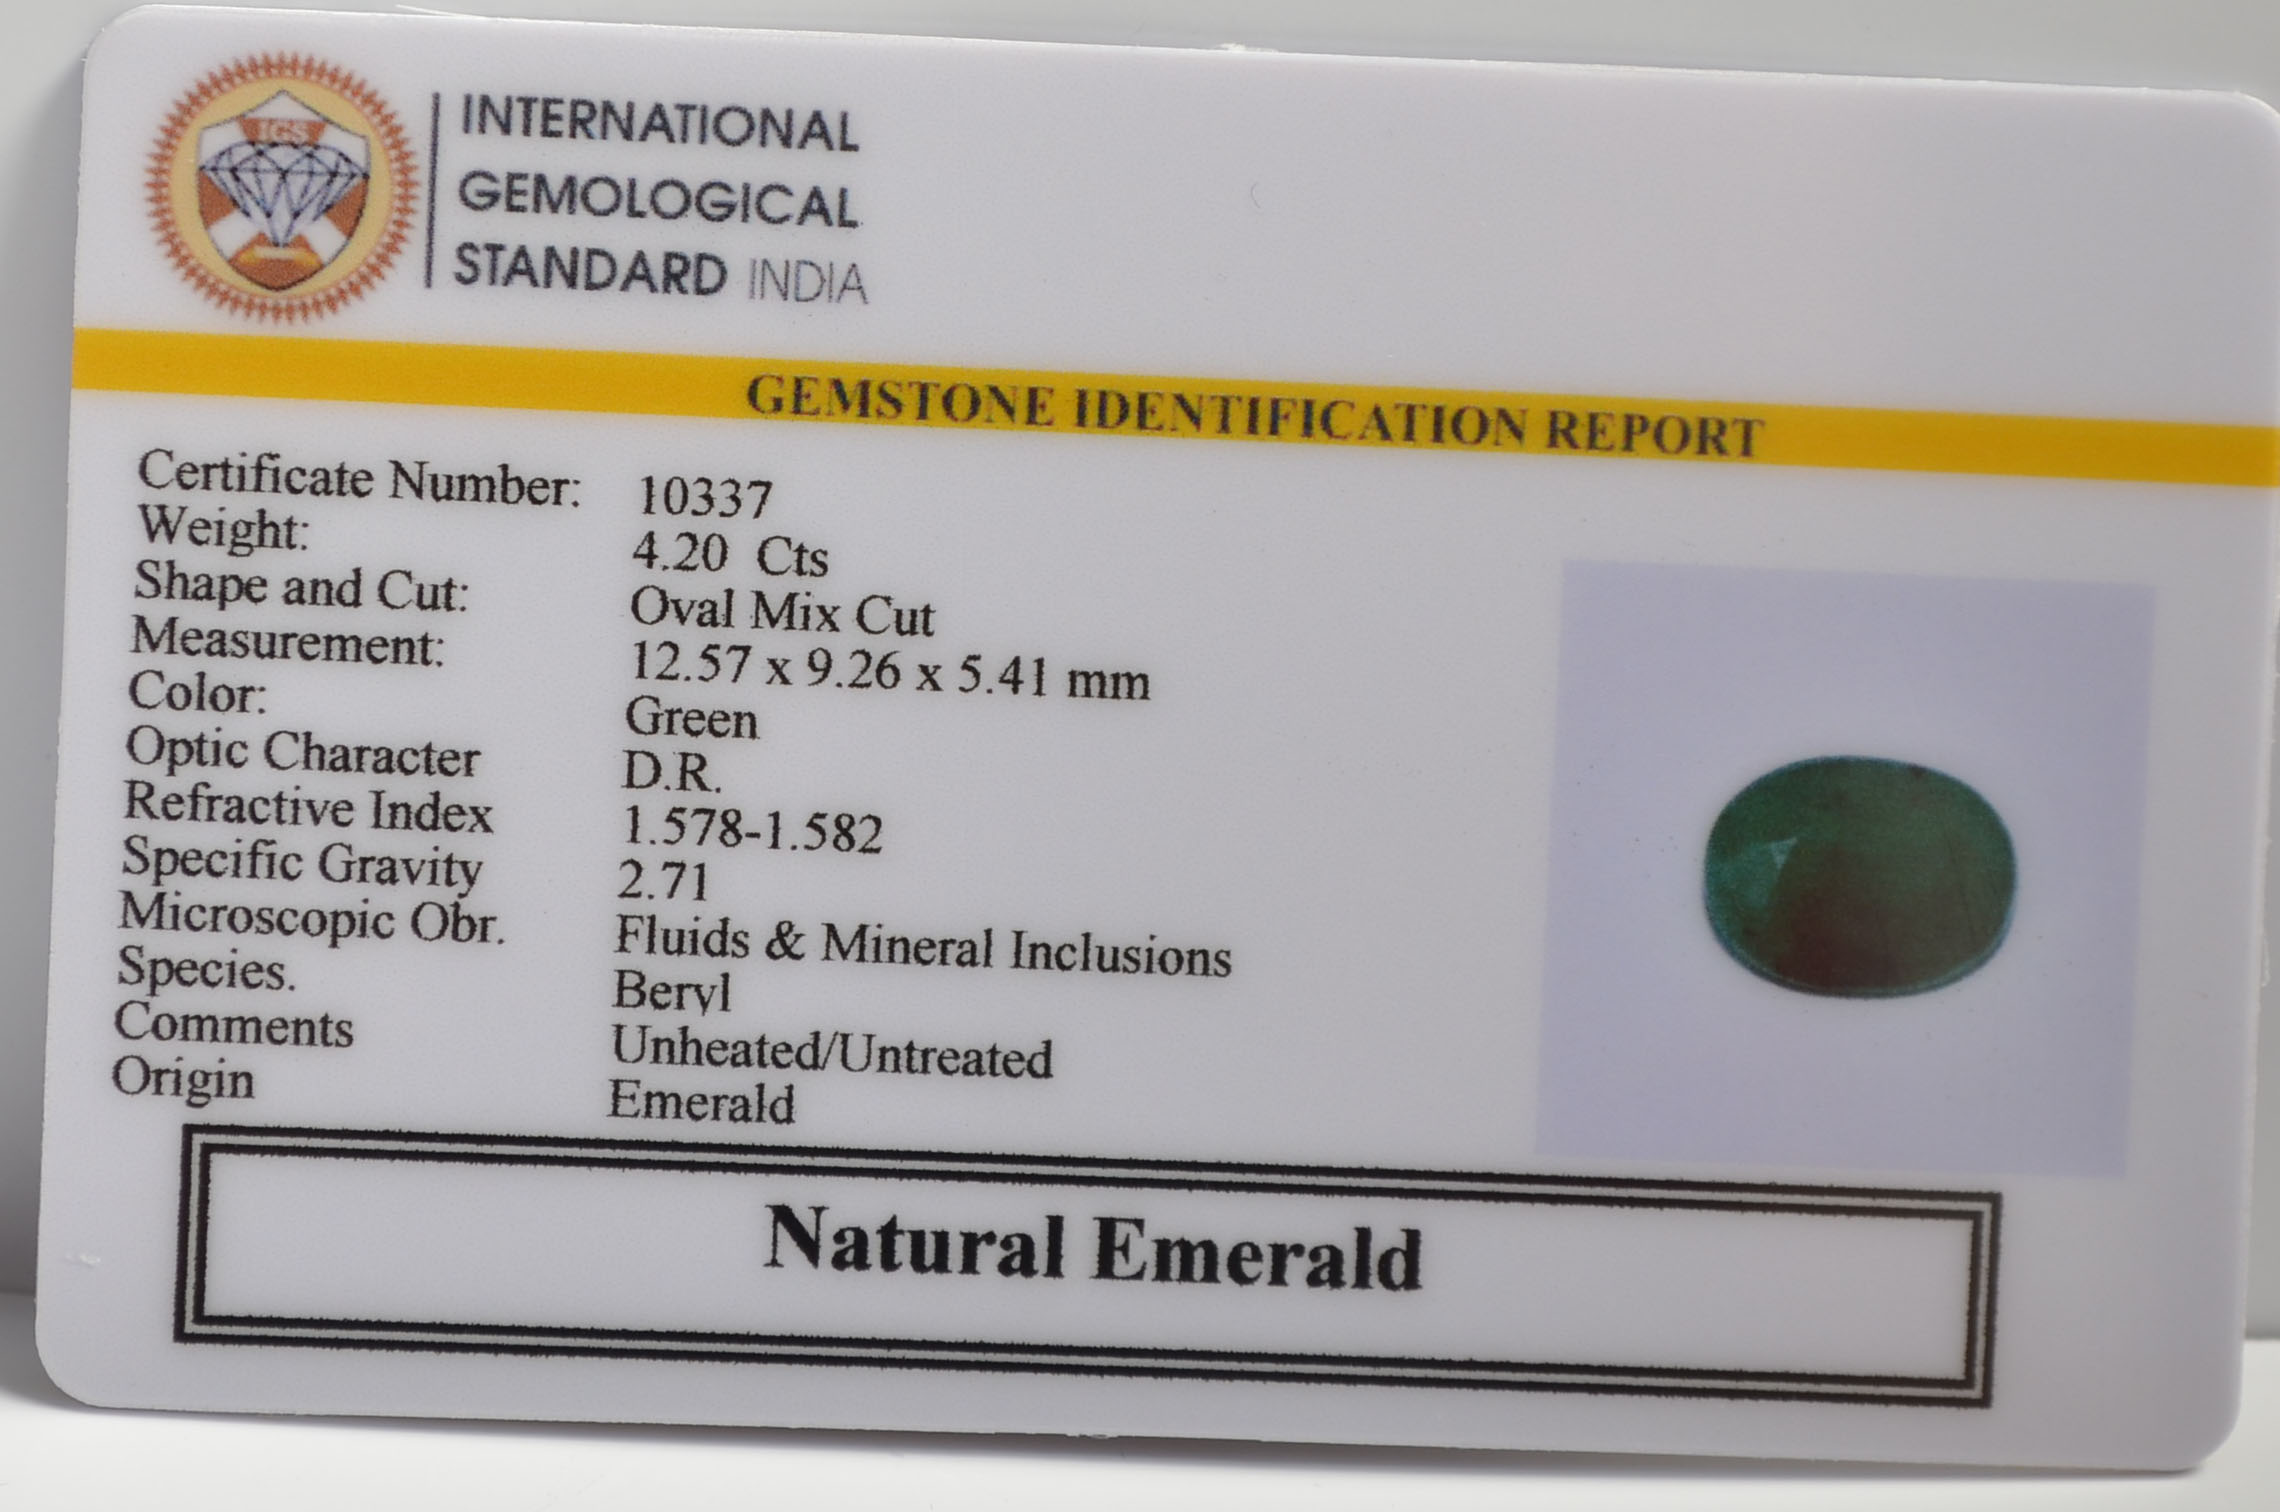 IGS
INTERNATIONAL
GEMOLOGICAL
STANDARD INDIA
GEMSTONE IDENTIFICATION REPORT
Certificate Number: 10337
Weight: 4.20 Cts
Shape and Cut: Oval Mix Cut
Measurement: 12.57 x 9.26 x 5.41 mm
Color: Green
Optic Character D.R.
Refractive Index 1.578-1.582
Specific Gravity 2.71
Microscopic Obr. Fluids & Mineral Inclusions
Species. Beryl
Comments Unheated/Untreated
Origin Emerald
Natural Emerald